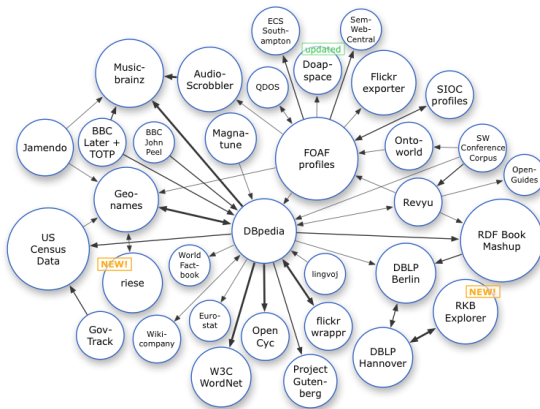 ECS
South-
ampton
Sem-
Web-
Central
updated
Doap-
space
Music-
brainz
Audio-
Scrobbler
QDOS
Flickr
exporter
SIOC
profiles
Jamendo
BBC
Later +
TOTP
BBC
John
Peel
Magna-
tune
FOAF
profiles
Onto-
world
SW
Conference
Corpus
Open-
Guides
Geo-
names
Revyu
US
Census
Data
DBpedia
RDF Book
Mashup
NEW!
riese
World
Fact-
book
lingvoj
DBLP
Berlin
NEW!
RKB
Explorer
Gov-
Track
Wiki-
company
Euro-
stat
Open
Cyc
flickr
wrappr
DBLP
Hannover
W3C
WordNet
Project
Guten-
berg